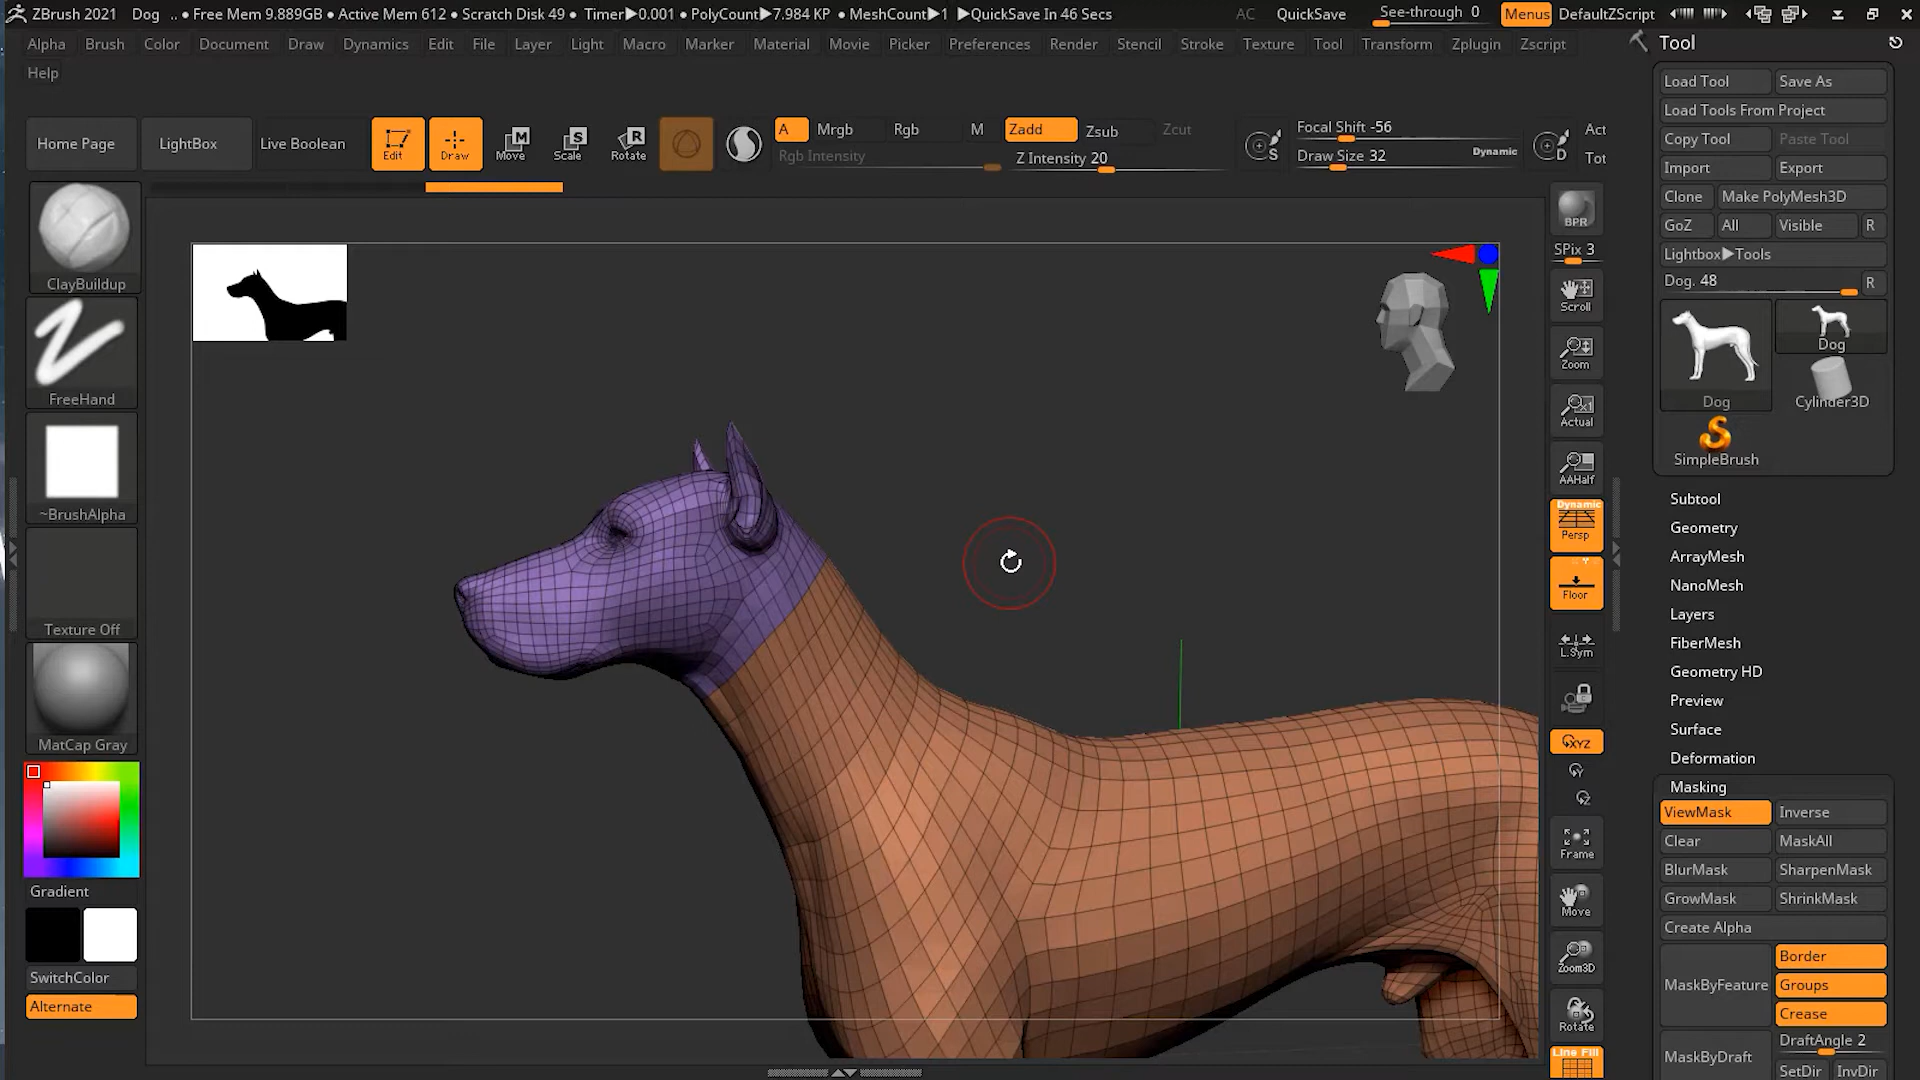 ZBrush 2021 Dog .. • Free Mem 9.889GB • Active Mem 612 • Scratch Disk 49 • Timer▶0.001 • PolyCount▶7.984 KP • MeshCount▶1 ▶QuickSave In 46 Secs AC QuickSave See-through 0 Menus DefaultZScript
Alpha Brush Color Document Draw Dynamics Edit File Layer Light Macro Marker Material Movie Picker Preferences Render Stencil Stroke Texture Tool Transform Zplugin Zscript
Help
Home Page LightBox Live Boolean Edit Draw Move Scale Rotate
M S R
A Mrgb Rgb M Zadd Zsub Zcut
Rgb Intensity Z Intensity 20
S Focal Shift -56
Draw Size 32 Dynamic
D Act
Tot
ClayBuildup
FreeHand
~BrushAlpha
Texture Off
MatCap Gray
Gradient
SwitchColor
Alternate
BPR
SPix 3
Scroll
Zoom
Actual
AAHalf
Dynamic
Persp
Floor
L.Sym
XYZ
Y
Z
Frame
Move
Zoom3D
Rotate
Line Fill
Tool
Load Tool Save As
Load Tools From Project
Copy Tool Paste Tool
Import Export
Clone Make PolyMesh3D
GoZ All Visible R
Lightbox▶Tools
Dog. 48 R
Dog
Dog Cylinder3D
SimpleBrush
Subtool
Geometry
ArrayMesh
NanoMesh
Layers
FiberMesh
Geometry HD
Preview
Surface
Deformation
Masking
ViewMask Inverse
Clear MaskAll
BlurMask SharpenMask
GrowMask ShrinkMask
Create Alpha
MaskByFeature Border
Groups
Crease
MaskByDraft DraftAngle 2
SetDir InvDir